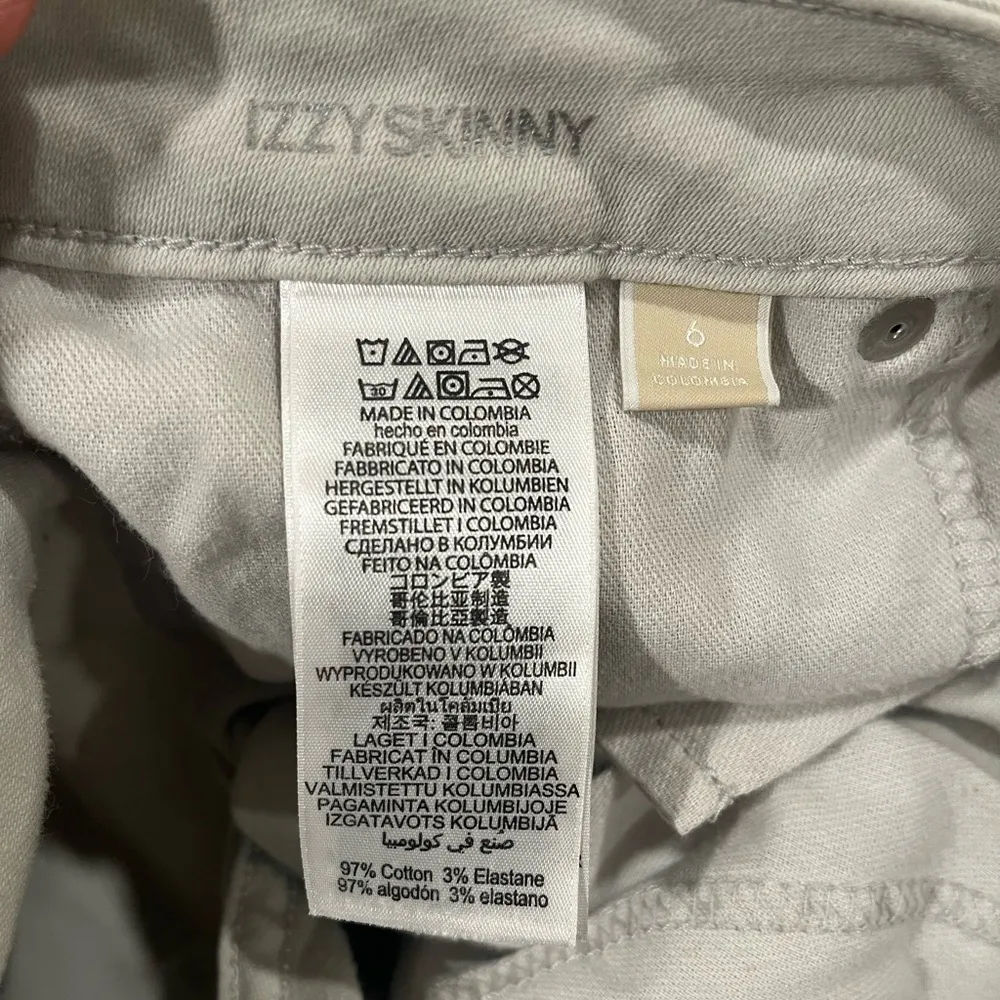 IZZY SKINNY
6
MADE IN
COLOMBIA
30
MADE IN COLOMBIA
hecho en colombia
FABRIQUÉ EN COLOMBIE
FABBRICATO IN COLOMBIA
HERGESTELLT IN KOLUMBIEN
GEFABRICEERD IN COLOMBIA
FREMSTILLET I COLOMBIA
СДЕЛАНО В КОЛУМБИИ
FEITO NA COLÔMBIA
コロンビア製
哥伦比亚制造
哥倫比亞製造
FABRICADO NA COLÔMBIA
VYROBENO V KOLUMBII
WYPRODUKOWANO W KOLUMBII
KÉSZÜLT KOLUMBIÁBAN
ผลิตในโคลัมเบีย
제조국: 콜롬비아
LAGET I COLOMBIA
FABRICAT ÎN COLUMBIA
TILLVERKAD I COLOMBIA
VALMISTETTU KOLUMBIASSA
PAGAMINTA KOLUMBIJOJE
IZGATAVOTS KOLUMBIJĀ
صنع في كولومبيا
97% Cotton 3% Elastane
97% algodón 3% elastano